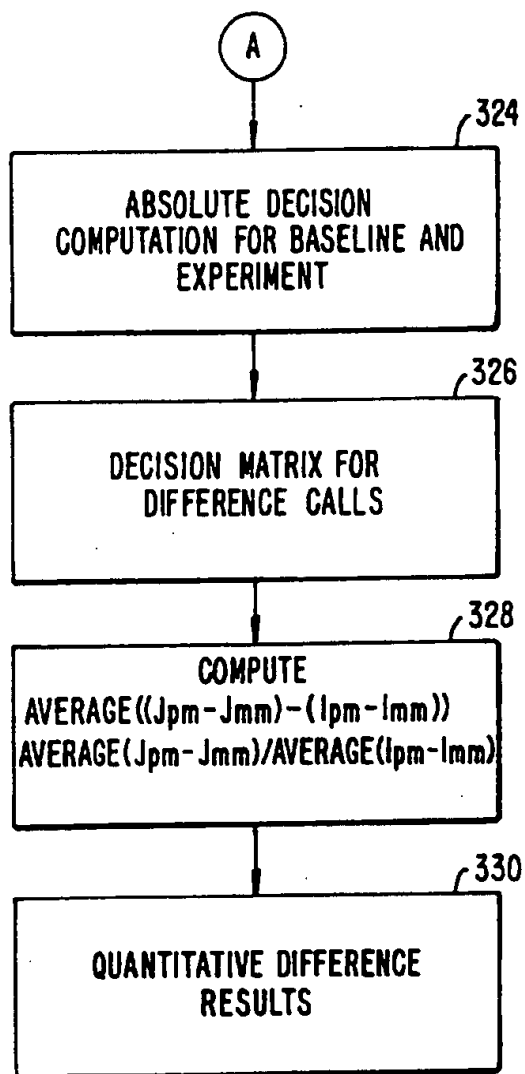 A
324
ABSOLUTE DECISION
COMPUTATION FOR BASELINE AND
EXPERIMENT
326
DECISION MATRIX FOR
DIFFERENCE CALLS
328
COMPUTE
AVERAGE((Jpm-Jmm)-(Ipm-Imm))
AVERAGE(Jpm-Jmm)/AVERAGE(Ipm-Imm)
330
QUANTITATIVE DIFFERENCE
RESULTS